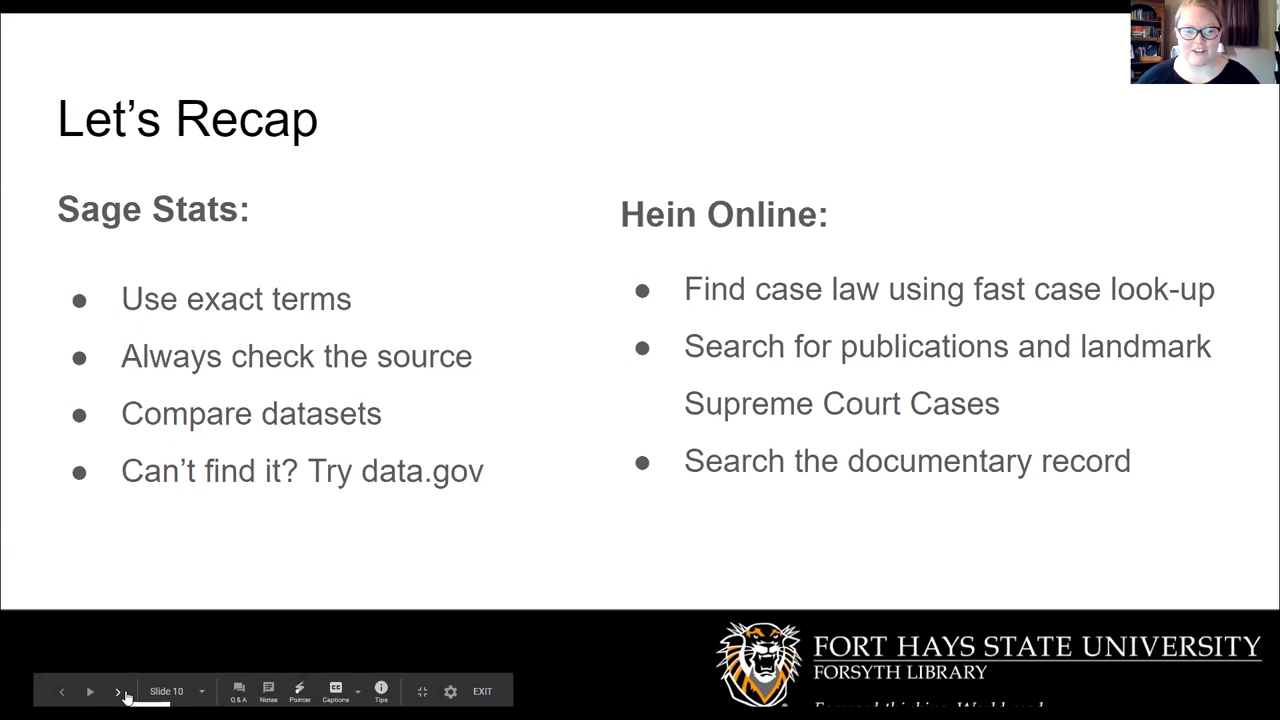 Let's Recap
Sage Stats:
● Use exact terms
● Always check the source
● Compare datasets
● Can't find it? Try data.gov
Hein Online:
● Find case law using fast case look-up
● Search for publications and landmark
Supreme Court Cases
● Search the documentary record
FORT HAYS STATE UNIVERSITY
FORSYTH LIBRARY
Slide 10
Q & A
Notes
Pointer
Captions
Tips
EXIT